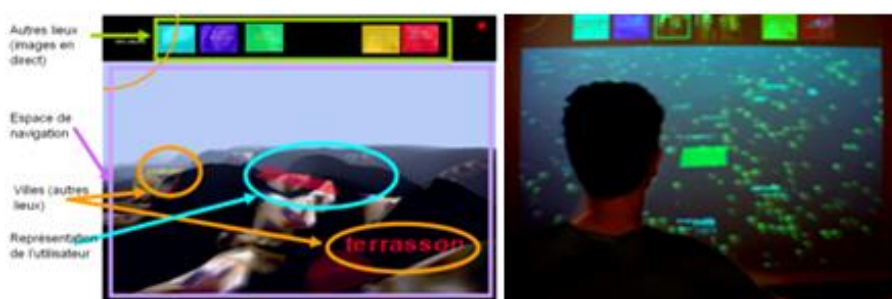 Autres lieux
(images en
direct)
Espace de
navigation
Villes (autres
lieux)
Représentation
de l'utilisateur
terrasson